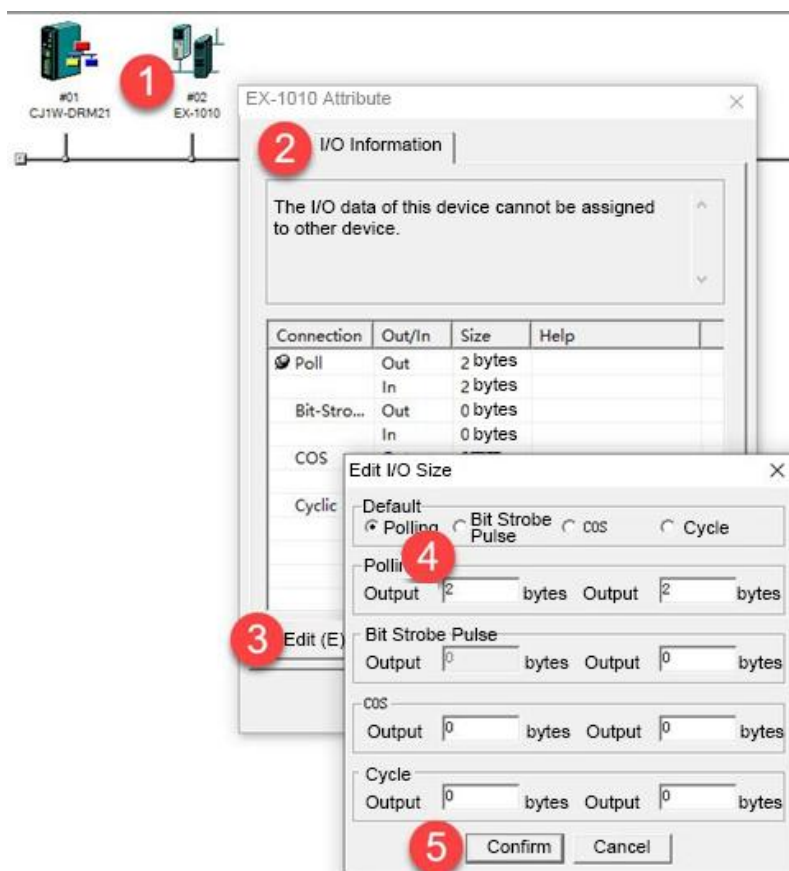 1
#01
CJ1W-DRM21
#02
EX-1010
EX-1010 Attribute
2
I/O Information
The I/O data of this device cannot be assigned
to other device.
Connection Out/In Size Help
Poll Out 2 bytes
In 2 bytes
Bit-Stro... Out 0 bytes
In 0 bytes
COS
Cyclic
3
Edit (E)
Edit I/O Size
Default
Polling Bit Strobe Pulse COS Cycle
4
Output 2 bytes Output 2 bytes
Bit Strobe Pulse
Output 0 bytes Output 0 bytes
COS
Output 0 bytes Output 0 bytes
Cycle
Output 0 bytes Output 0 bytes
5
Confirm Cancel